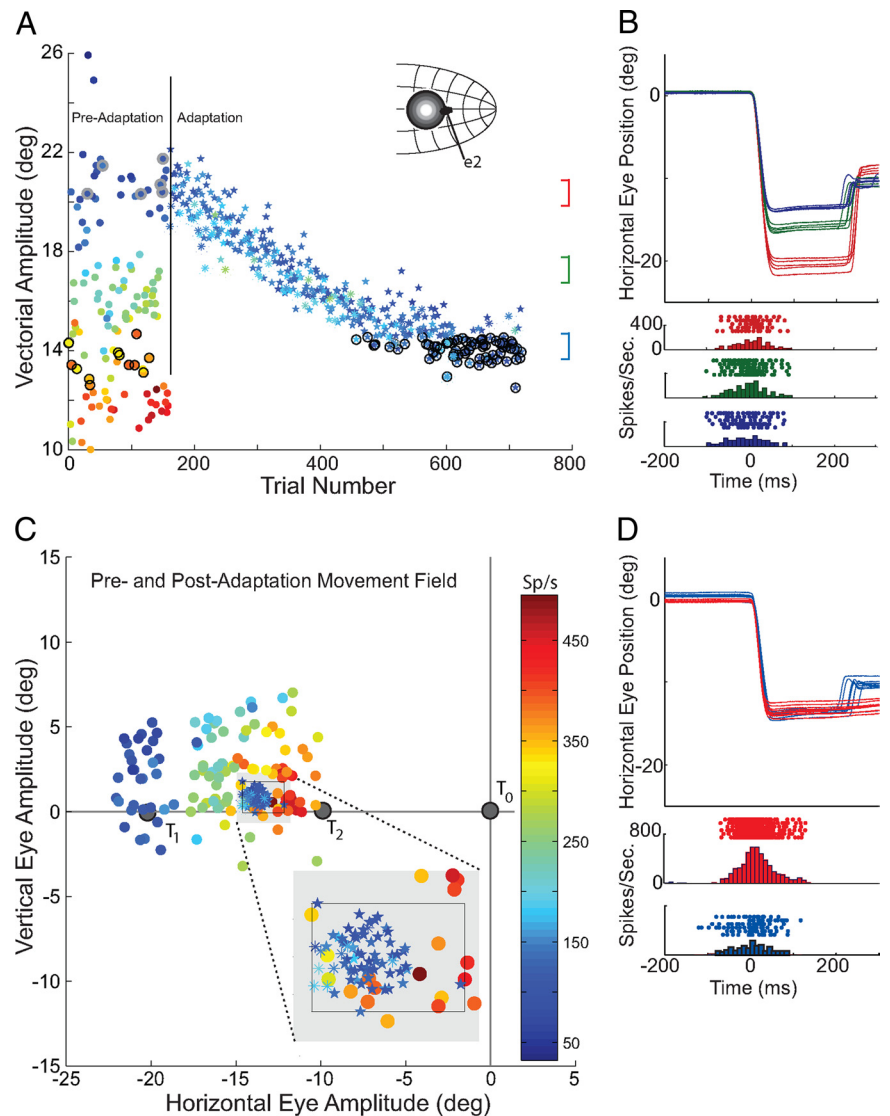 A
26
22
18
14
10
Vectorial Amplitude (deg)
Pre-Adaptation
Adaptation
e2
0
200
400
600
800
Trial Number
B
0
-10
-20
Horizontal Eye Position (deg)
400
0
Spikes/Sec.
-200
0
200
Time (ms)
C
15
10
5
0
-5
-10
-15
Vertical Eye Amplitude (deg)
Pre- and Post-Adaptation Movement Field
T1
T2
T0
Sp/s
450
350
250
150
50
-25
-20
-15
-10
-5
0
5
Horizontal Eye Amplitude (deg)
D
0
-10
-20
Horizontal Eye Position (deg)
800
0
Spikes/Sec.
-200
0
200
Time (ms)